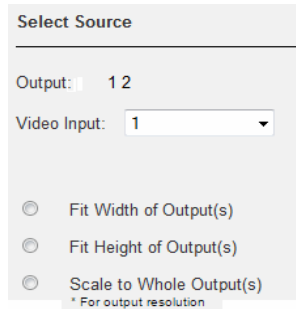 Select Source
Output: 1 2
Video Input: 1
Fit Width of Output(s)
Fit Height of Output(s)
Scale to Whole Output(s)
* For output resolution